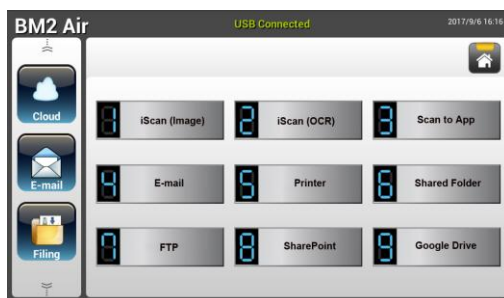 BM2 Air USB Connected 2017/9/6 16:16
Cloud
E-mail
Filing
1 iScan (Image) 2 iScan (OCR) 3 Scan to App
4 E-mail 5 Printer 6 Shared Folder
7 FTP 8 SharePoint 9 Google Drive